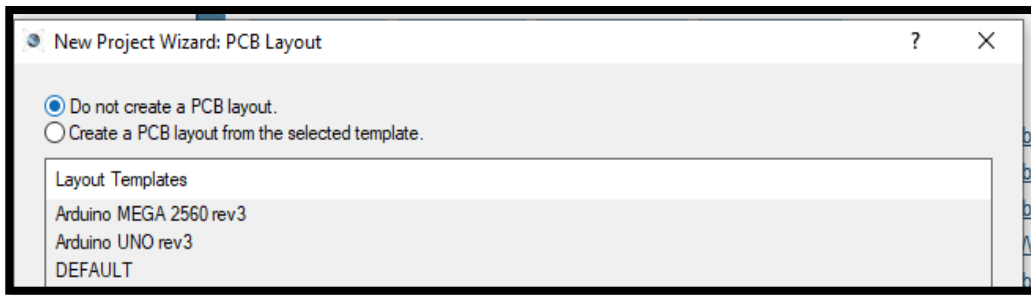 New Project Wizard: PCB Layout
Do not create a PCB layout.
Create a PCB layout from the selected template.
Layout Templates
Arduino MEGA 2560 rev3
Arduino UNO rev3
DEFAULT